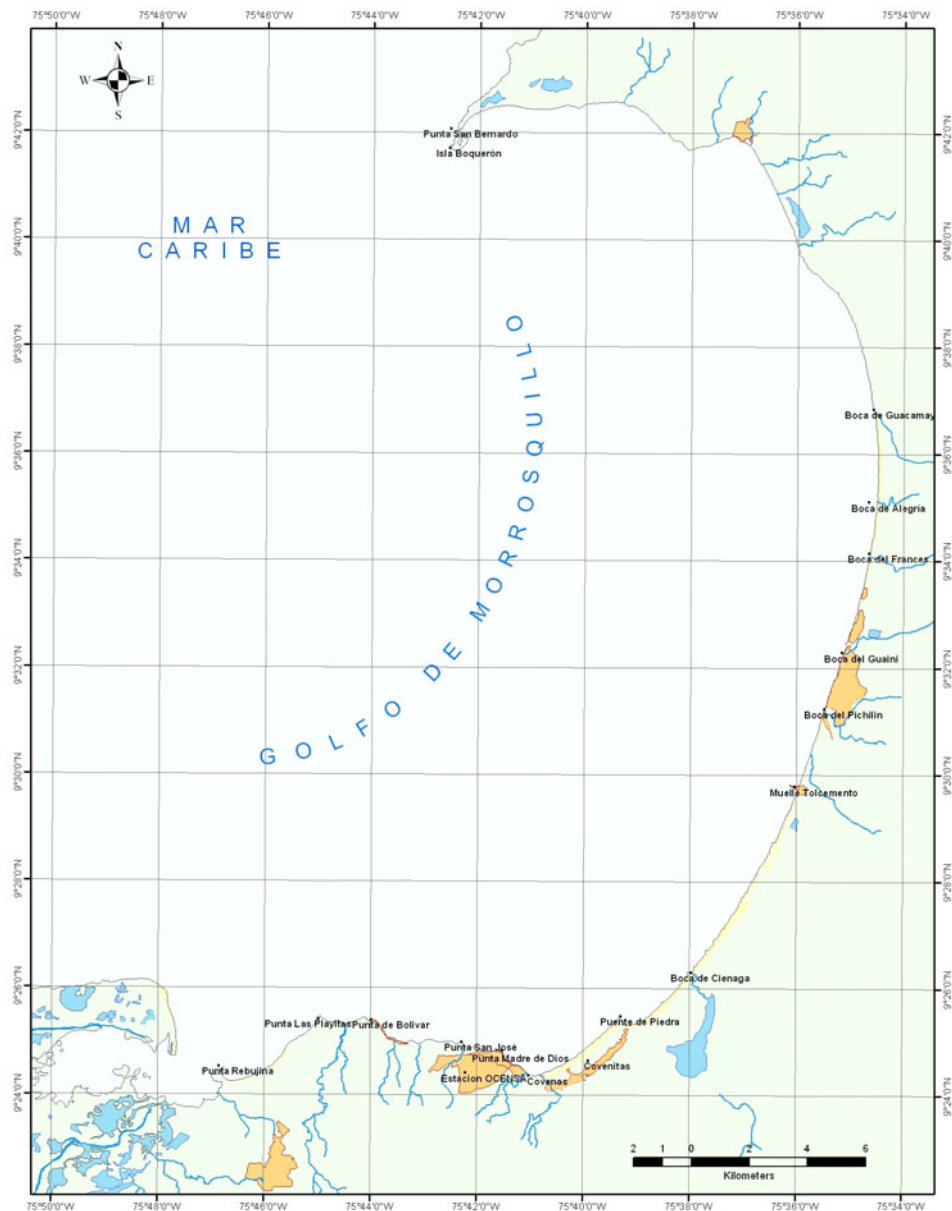 75°50'0"W 75°48'0"W 75°46'0"W 75°44'0"W 75°42'0"W 75°40'0"W 75°38'0"W 75°36'0"W 75°34'0"W
N
W E
S
9°42'0"N Punta San Bernardo 9°42'0"N
Isla Boquerón
MAR
CARIBE
9°40'0"N 9°40'0"N
9°38'0"N 9°38'0"N
GOLFO DE MORROSQUILLO
Boca de Guacamay
9°36'0"N 9°36'0"N
Boca de Alegría
9°34'0"N Boca del Frances 9°34'0"N
9°32'0"N Boca del Guaini 9°32'0"N
Boca del Pichilin
9°30'0"N 9°30'0"N
Muelle Tolcemento
9°28'0"N 9°28'0"N
Boca de Cienaga
9°26'0"N 9°26'0"N
Punta Las Playitas Punta de Bolívar Puente de Piedra
Punta San José
Punta Madre de Dios
Punta Rebujina Covenitas
Estacion OCENSA Covenas
9°24'0"N 9°24'0"N
2 1 0 2 4 6
Kilometers
75°50'0"W 75°48'0"W 75°46'0"W 75°44'0"W 75°42'0"W 75°40'0"W 75°38'0"W 75°36'0"W 75°34'0"W